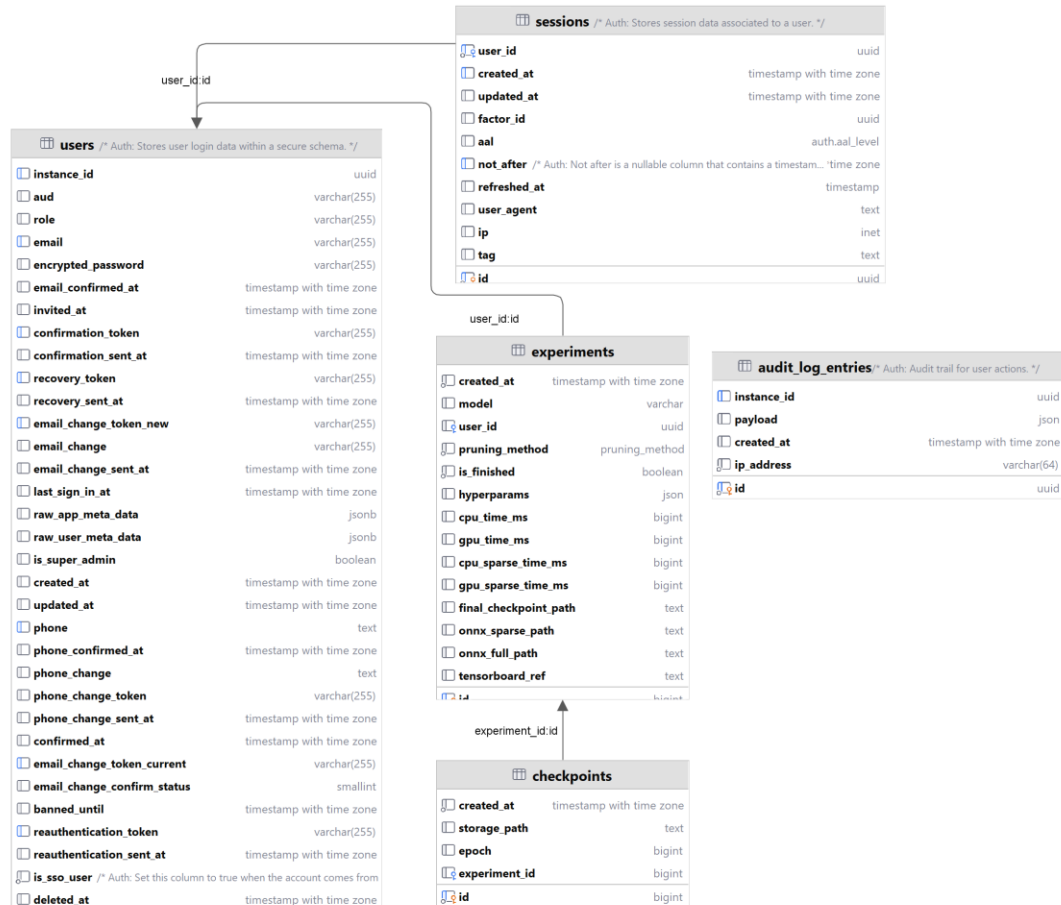 sessions /* Auth: Stores session data associated to a user. */
user_id uuid
created_at timestamp with time zone
updated_at timestamp with time zone
factor_id uuid
aal auth.aal_level
not_after /* Auth: Not after is a nullable column that contains a timestam... 'time zone
refreshed_at timestamp
user_agent text
ip inet
tag text
id uuid
user_id:id
users /* Auth: Stores user login data within a secure schema. */
instance_id uuid
aud varchar(255)
role varchar(255)
email varchar(255)
encrypted_password varchar(255)
email_confirmed_at timestamp with time zone
invited_at timestamp with time zone
confirmation_token varchar(255)
confirmation_sent_at timestamp with time zone
recovery_token varchar(255)
recovery_sent_at timestamp with time zone
email_change_token_new varchar(255)
email_change varchar(255)
email_change_sent_at timestamp with time zone
last_sign_in_at timestamp with time zone
raw_app_meta_data jsonb
raw_user_meta_data jsonb
is_super_admin boolean
created_at timestamp with time zone
updated_at timestamp with time zone
phone text
phone_confirmed_at timestamp with time zone
phone_change text
phone_change_token varchar(255)
phone_change_sent_at timestamp with time zone
confirmed_at timestamp with time zone
email_change_token_current varchar(255)
email_change_confirm_status smallint
banned_until timestamp with time zone
reauthentication_token varchar(255)
reauthentication_sent_at timestamp with time zone
is_sso_user /* Auth: Set this column to true when the account comes from
deleted_at timestamp with time zone
user_id:id
experiments
created_at timestamp with time zone
model varchar
user_id uuid
pruning_method pruning_method
is_finished boolean
hyperparams json
cpu_time_ms bigint
gpu_time_ms bigint
cpu_sparse_time_ms bigint
gpu_sparse_time_ms bigint
final_checkpoint_path text
onnx_sparse_path text
onnx_full_path text
tensorboard_ref text
id bigint
experiment_id:id
checkpoints
created_at timestamp with time zone
storage_path text
epoch bigint
experiment_id bigint
id bigint
audit_log_entries /* Auth: Audit trail for user actions. */
instance_id uuid
payload json
created_at timestamp with time zone
ip_address varchar(64)
id uuid